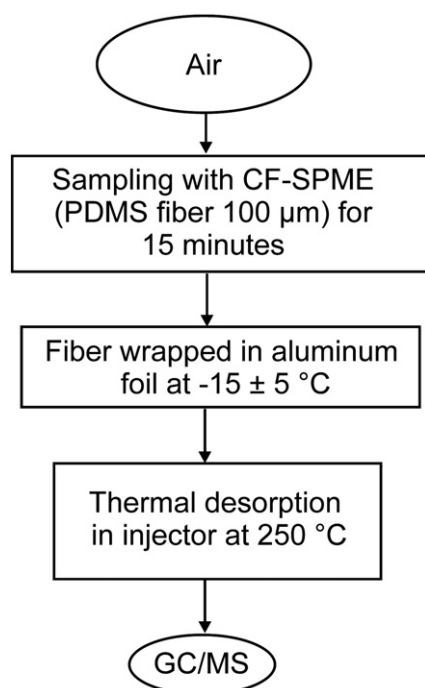 Air
Sampling with CF-SPME
(PDMS fiber 100 µm) for
15 minutes
Fiber wrapped in aluminum
foil at -15 ± 5 °C
Thermal desorption
in injector at 250 °C
GC/MS